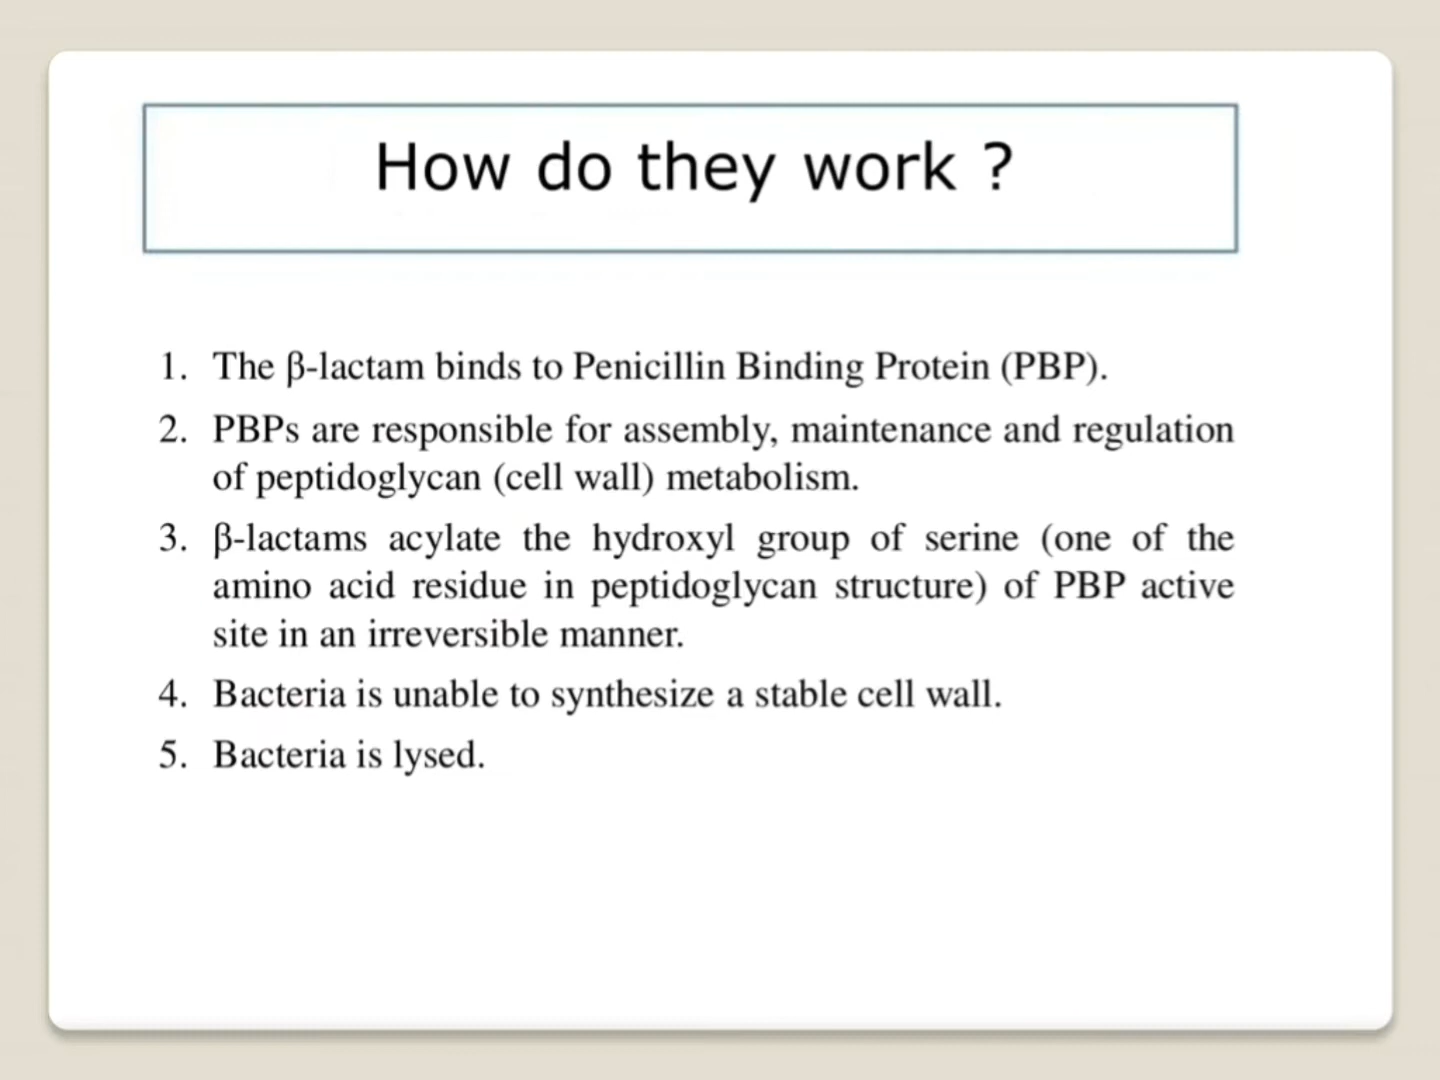 How do they work ?
1. The β-lactam binds to Penicillin Binding Protein (PBP).
2. PBPs are responsible for assembly, maintenance and regulation
of peptidoglycan (cell wall) metabolism.
3. β-lactams acylate the hydroxyl group of serine (one of the
amino acid residue in peptidoglycan structure) of PBP active
site in an irreversible manner.
4. Bacteria is unable to synthesize a stable cell wall.
5. Bacteria is lysed.